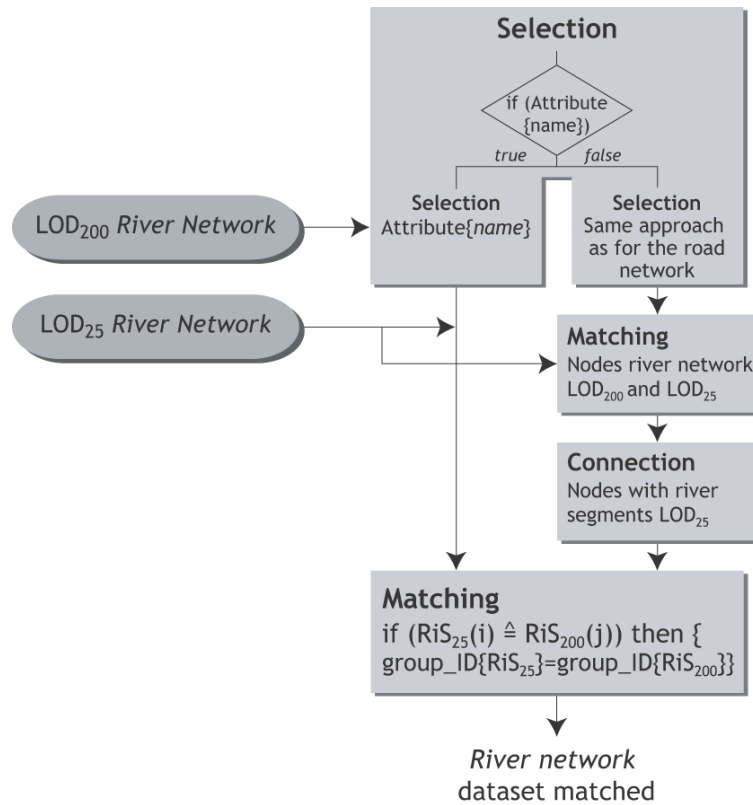 Selection
if (Attribute
{name})
true
false
LOD₂₀₀ River Network
Selection
Attribute{name}
Selection
Same approach
as for the road
network
LOD₂₅ River Network
Matching
Nodes river network
LOD₂₀₀ and LOD₂₅
Connection
Nodes with river
segments LOD₂₅
Matching
if (RiS₂₅(i) ≙ RiS₂₀₀(j)) then {
group_ID{RiS₂₅}=group_ID{RiS₂₀₀}}
River network
dataset matched